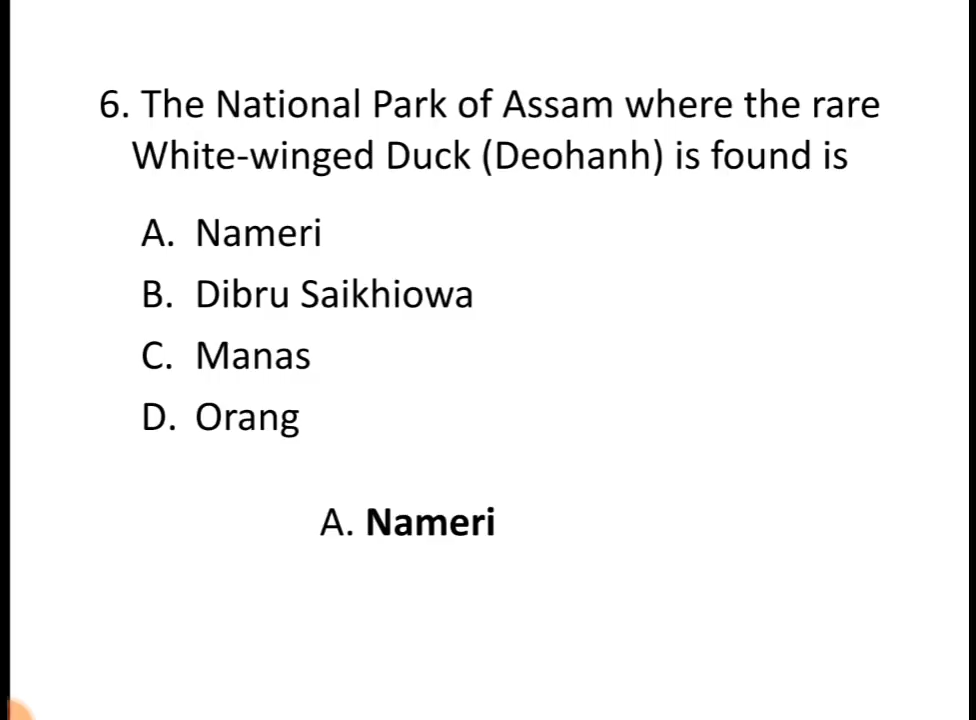 6. The National Park of Assam where the rare
White-winged Duck (Deohanh) is found is
A. Nameri
B. Dibru Saikhiowa
C. Manas
D. Orang
A. Nameri